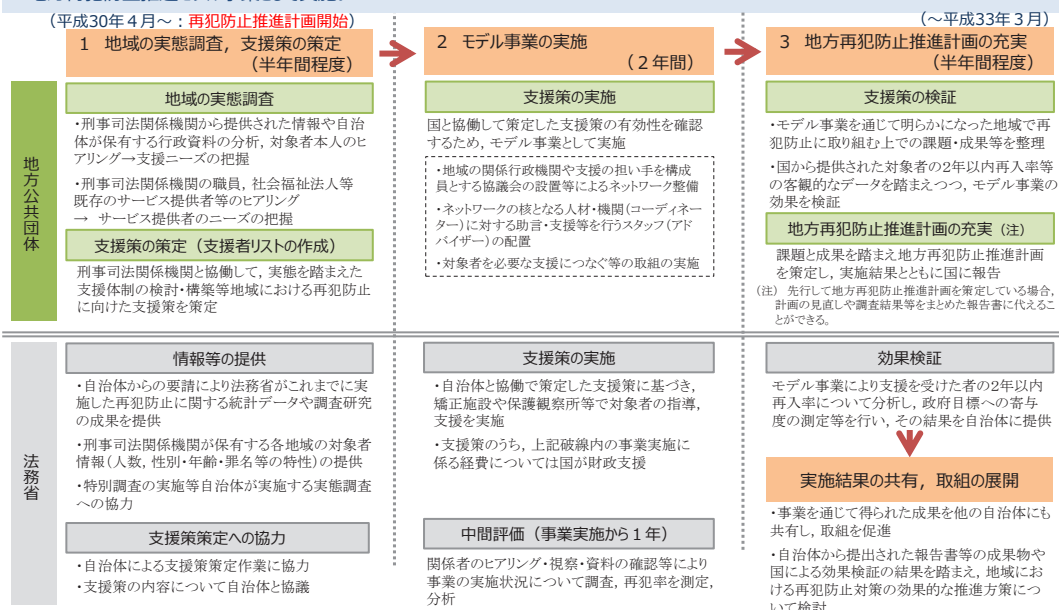 （平成30年４月～：再犯防止推進計画開始）
（～平成33年３月）
１　地域の実態調査，支援策の策定
（半年間程度）
２　モデル事業の実施
（２年間）
３　地方再犯防止推進計画の充実
（半年間程度）
地方公共団体
地域の実態調査
・刑事司法関係機関から提供された情報や自治
体が保有する行政資料の分析，対象者本人のヒ
アリング→支援ニーズの把握
・刑事司法関係機関の職員，社会福祉法人等
既存のサービス提供者等のヒアリング
→　サービス提供者のニーズの把握
支援策の策定（支援者リストの作成）
刑事司法関係機関と協働して，実態を踏まえた
支援体制の検討・構築等地域における再犯防止
に向けた支援策を策定
支援策の実施
国と協働して策定した支援策の有効性を確認
するため，モデル事業として実施
・地域の関係行政機関や支援の担い手を構成
員とする協議会の設置等によるネットワーク整備
・ネットワークの核となる人材・機関（コーディネー
ター）に対する助言・支援等を行うスタッフ（アド
バイザー）の配置
・対象者を必要な支援につなぐ等の取組の実施
支援策の検証
・モデル事業を通じて明らかになった地域で再
犯防止に取り組む上での課題・成果等を整理
・国から提供された対象者の2年以内再入率等
の客観的なデータを踏まえつつ，モデル事業の
効果を検証
地方再犯防止推進計画の充実（注）
課題と成果を踏まえ地方再犯防止推進計画
を策定し，実施結果とともに国に報告
（注）　先行して地方再犯防止推進計画を策定している場合，
計画の見直しや調査結果等をまとめた報告書に代えるこ
とができる。
法務省
情報等の提供
・自治体からの要請により法務省がこれまでに実
施した再犯防止に関する統計データや調査研究
の成果を提供
・刑事司法関係機関が保有する各地域の対象者
情報（人数，性別・年齢・罪名等の特性）の提供
・特別調査の実施等自治体が実施する実態調査
への協力
支援策策定への協力
・自治体による支援策策定作業に協力
・支援策の内容について自治体と協議
支援策の実施
・自治体と協働で策定した支援策に基づき，
矯正施設や保護観察所等で対象者の指導，
支援を実施
・支援策のうち，上記破線内の事業実施に
係る経費については国が財政支援
中間評価（事業実施から１年）
関係者のヒアリング・視察・資料の確認等により
事業の実施状況について調査，再犯率を測定，
分析
効果検証
モデル事業により支援を受けた者の2年以内
再入率について分析し，政府目標への寄与
度の測定等を行い，その結果を自治体に提供
実施結果の共有，取組の展開
・事業を通じて得られた成果を他の自治体にも
共有し，取組を促進
・自治体から提出された報告書等の成果物や
国による効果検証の結果を踏まえ，地域にお
ける再犯防止対策の効果的な推進方策につ
いて検討